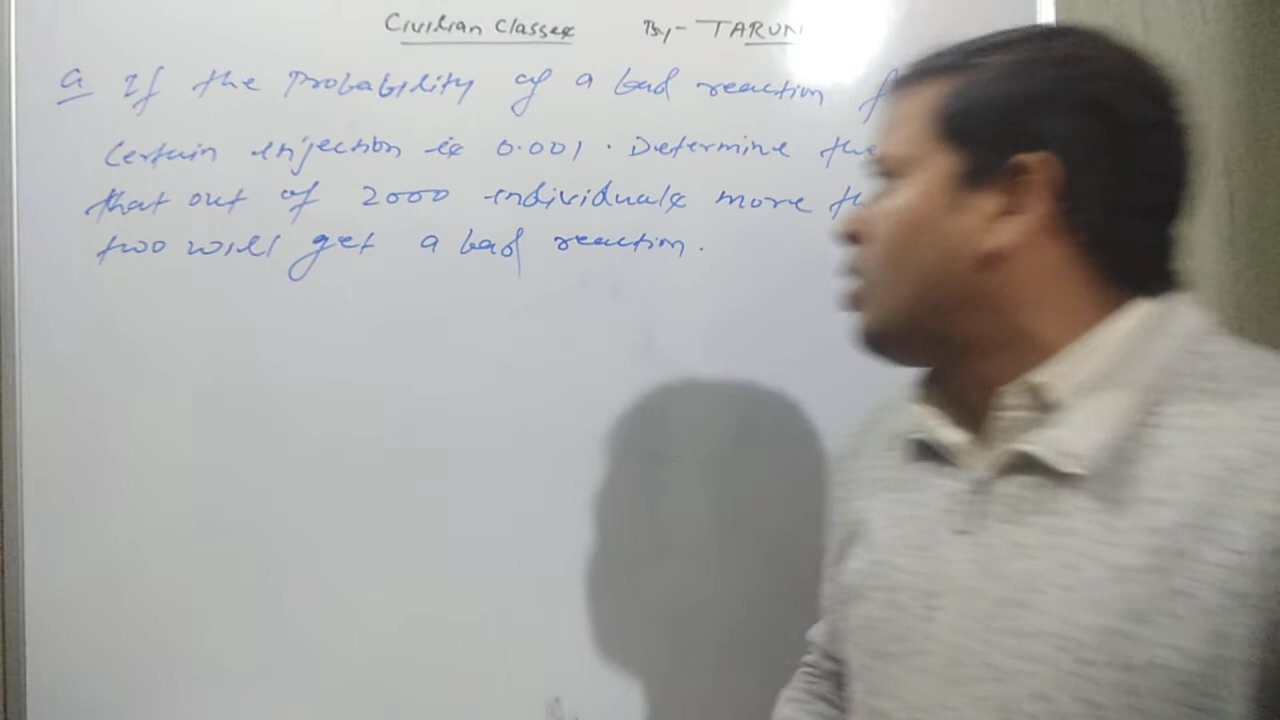 Civilian Classes By:- TARUN
Q If the Probability of a bad reaction
Certain injection is 0.001. Determine the
that out of 2000 individuals more
two will get a bad reaction.